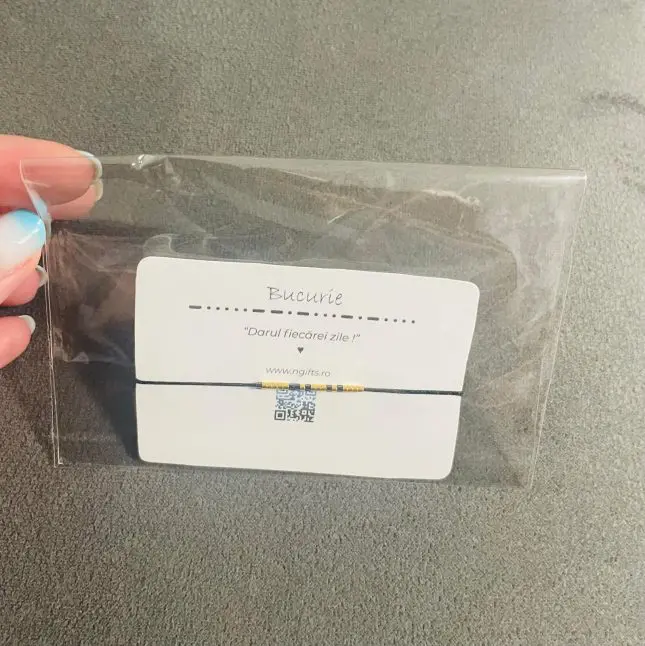 Bucurie
"Darul fiecărei zile !"
www.ngifts.ro